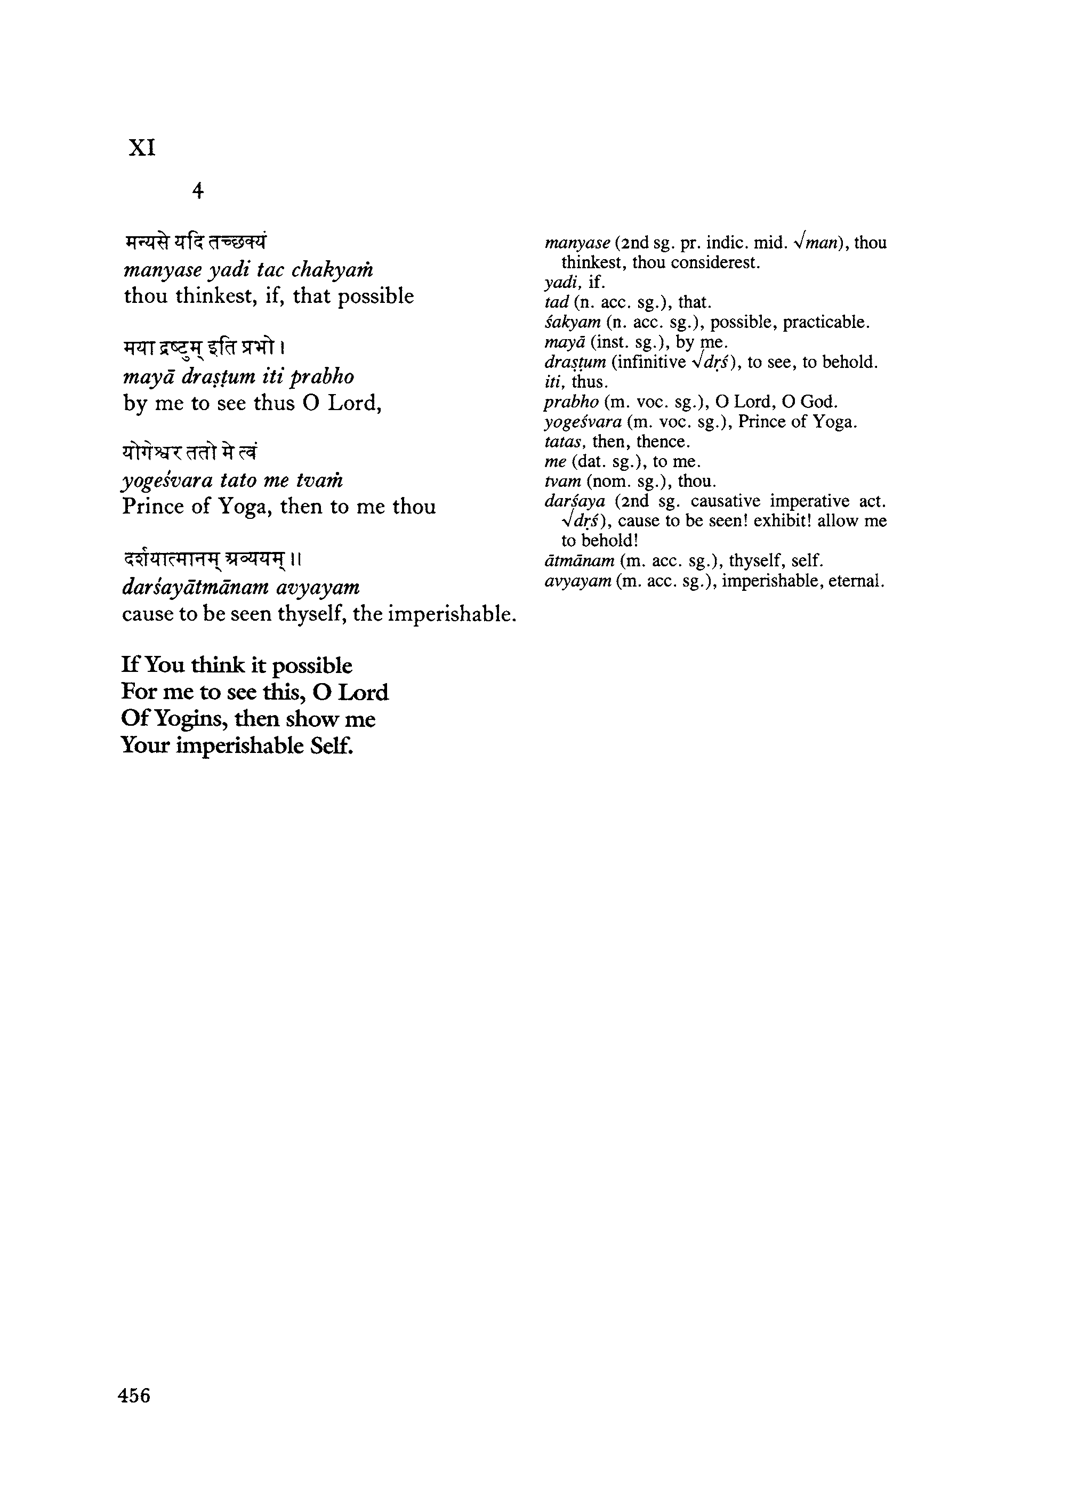 XI
4
मन्यसे यदि तच्छक्यं
manyase yadi tac chakyaṁ
thou thinkest, if, that possible
मया द्रष्टुम् इति प्रभो ।
mayā draṣṭum iti prabho
by me to see thus O Lord,
योगेश्वर ततो मे त्वं
yogeśvara tato me tvaṁ
Prince of Yoga, then to me thou
दर्शयात्मानम् अव्ययम् ।।
darśayātmānam avyayam
cause to be seen thyself, the imperishable.
If You think it possible
For me to see this, O Lord
Of Yogins, then show me
Your imperishable Self.
manyase (2nd sg. pr. indic. mid. √man), thou
thinkest, thou considerest.
yadi, if.
tad (n. acc. sg.), that.
śakyam (n. acc. sg.), possible, practicable.
mayā (inst. sg.), by me.
draṣṭum (infinitive √dṛś), to see, to behold.
iti, thus.
prabho (m. voc. sg.), O Lord, O God.
yogeśvara (m. voc. sg.), Prince of Yoga.
tatas, then, thence.
me (dat. sg.), to me.
tvam (nom. sg.), thou.
darśaya (2nd sg. causative imperative act.
√dṛś), cause to be seen! exhibit! allow me
to behold!
ātmānam (m. acc. sg.), thyself, self.
avyayam (m. acc. sg.), imperishable, eternal.
456